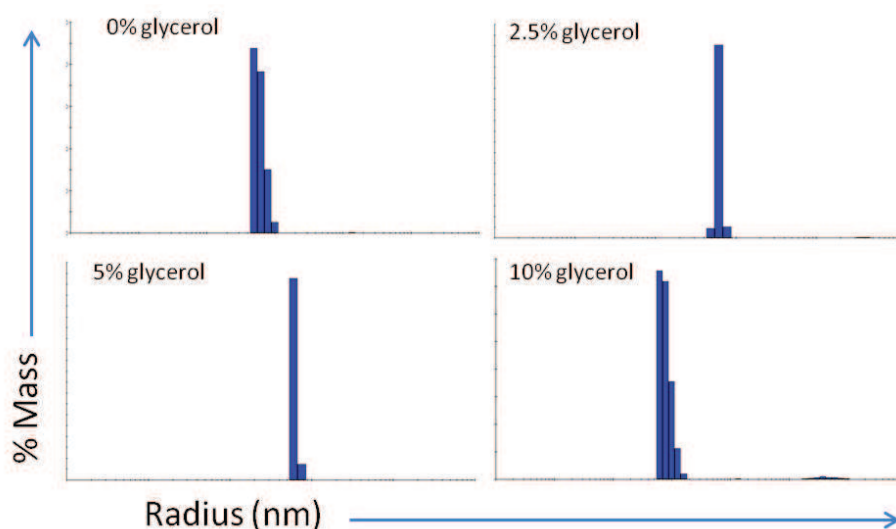 0% glycerol
2.5% glycerol
5% glycerol
10% glycerol
% Mass
Radius (nm)